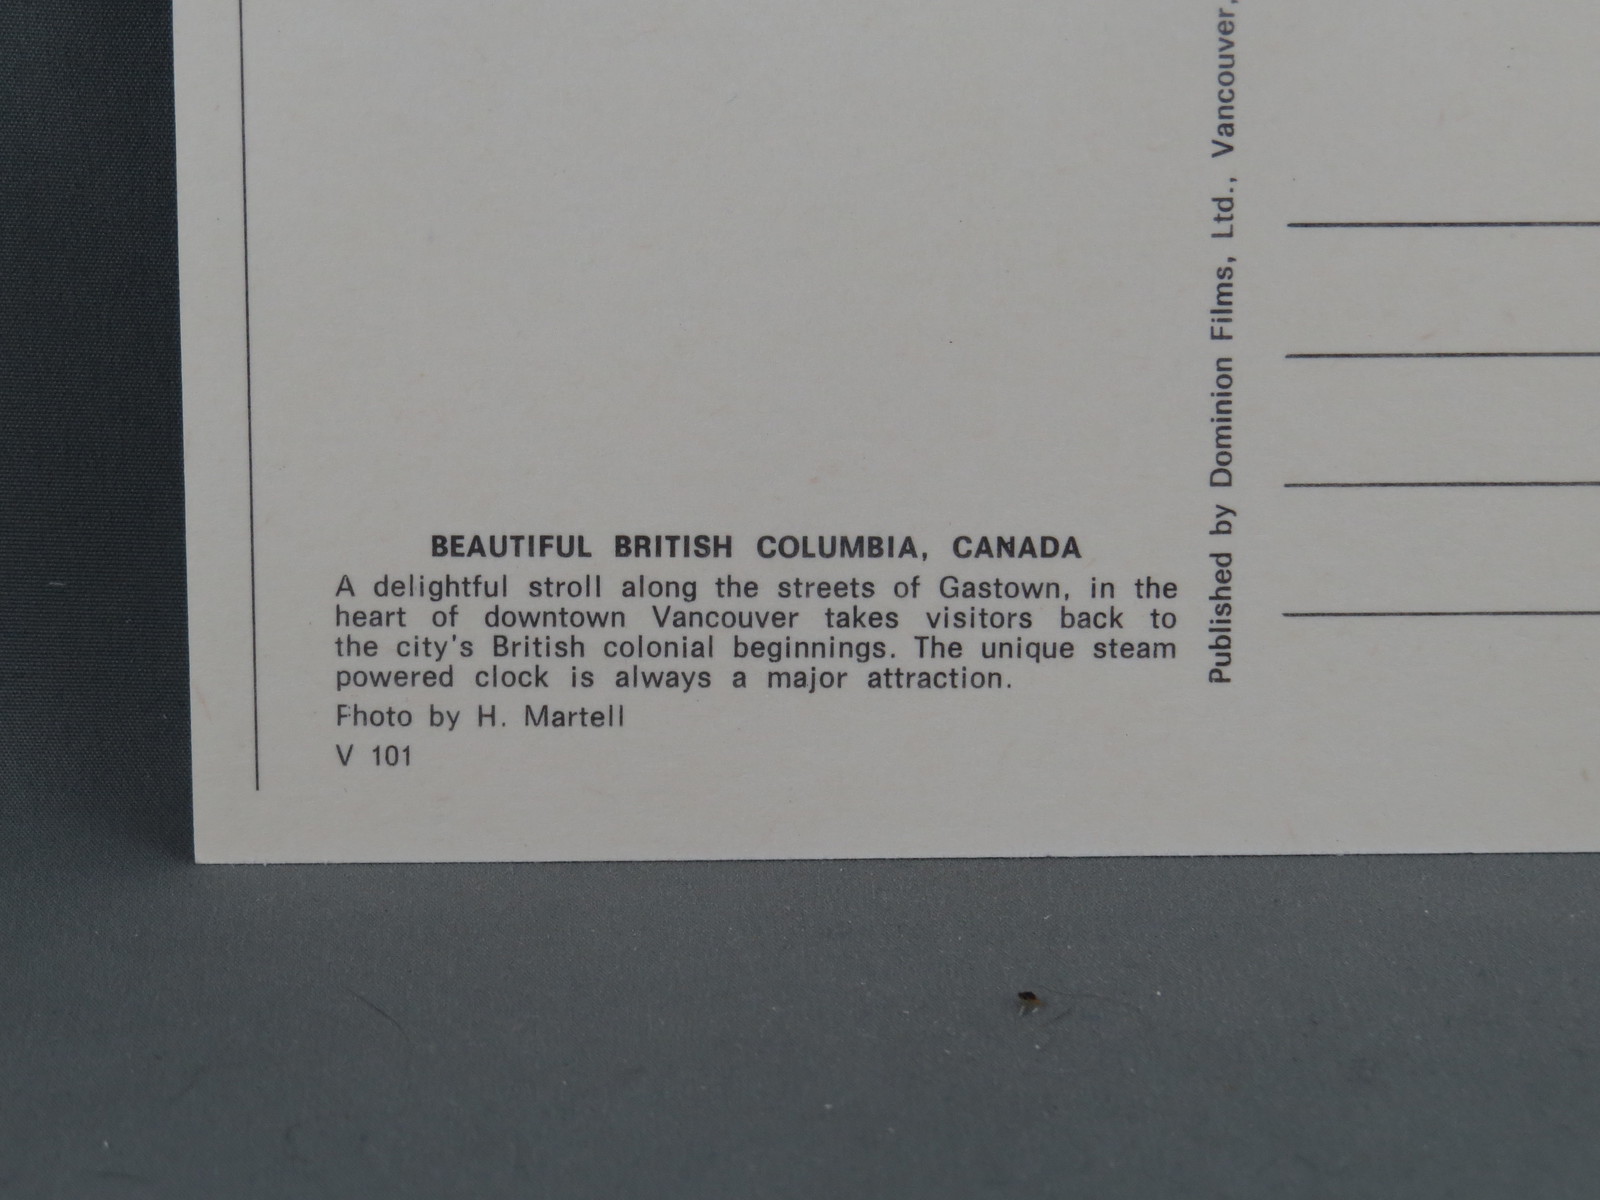 BEAUTIFUL BRITISH COLUMBIA, CANADA
A delightful stroll along the streets of Gastown, in the
heart of downtown Vancouver takes visitors back to
the city's British colonial beginnings. The unique steam
powered clock is always a major attraction.
Photo by H. Martell
V 101
Published by Dominion Films, Ltd., Vancouver,